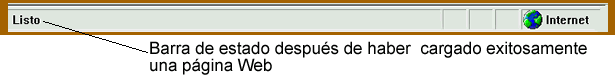 Listo Internet
Barra de estado después de haber cargado exitosamente
una página Web